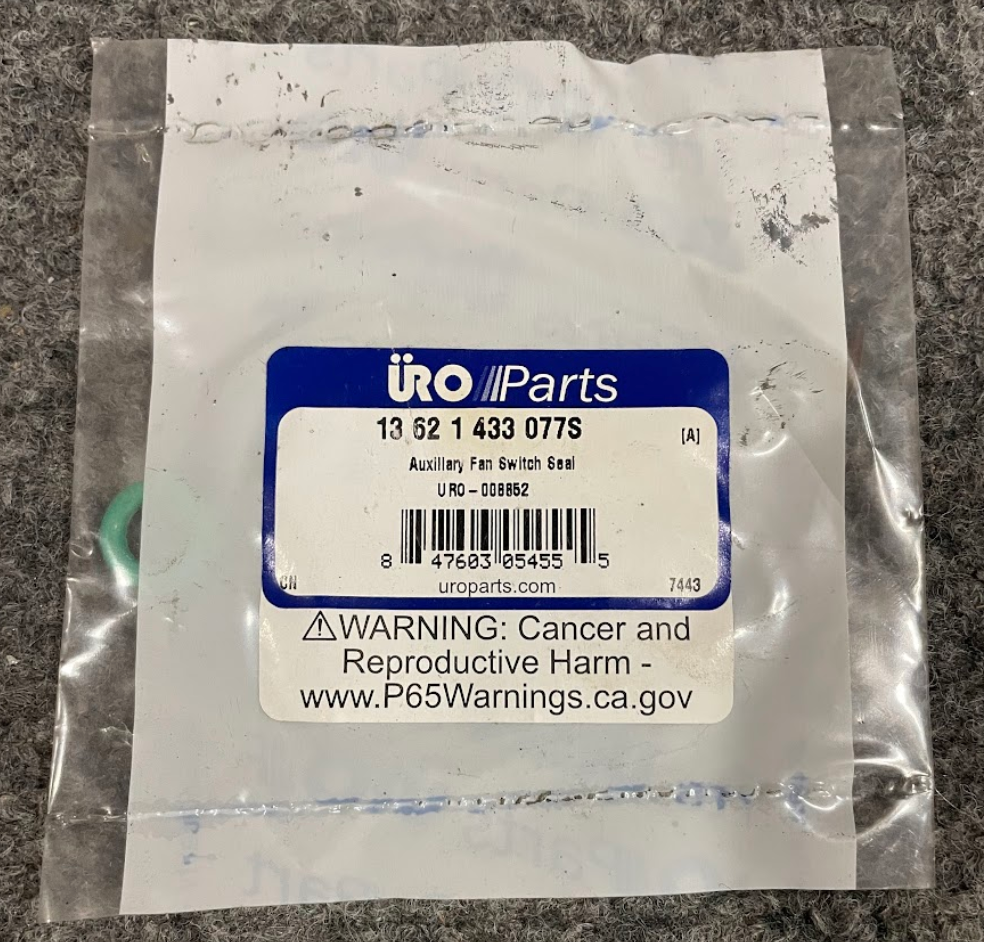 ÜRO Parts
13 62 1 433 077S
[A]
Auxiliary Fan Switch Seal
URO-008852
8 47603 05455 5
CN
uroparts.com
7443
⚠WARNING: Cancer and
Reproductive Harm -
www.P65Warnings.ca.gov